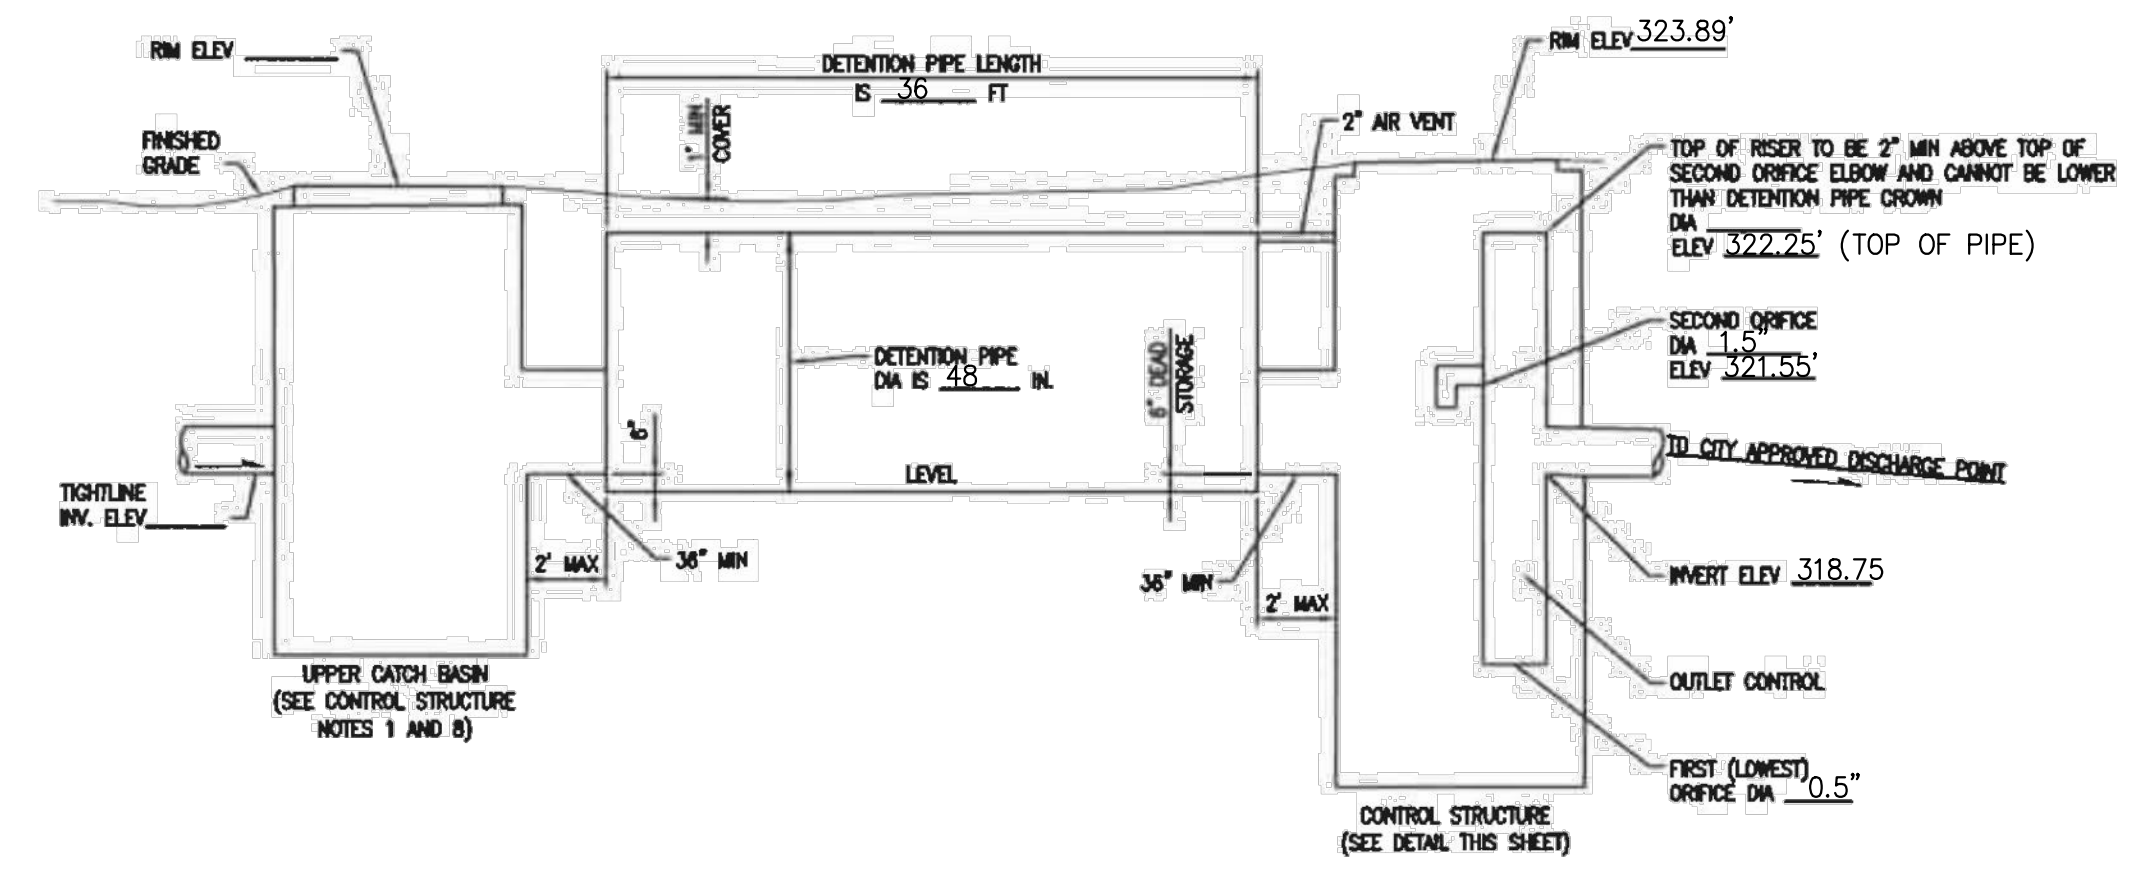 RIM ELEV
FINISHED
GRADE
DETENTION PIPE LENGTH
IS 36 FT
1" MIN
COVER
2" AIR VENT
RIM ELEV 323.89'
TOP OF RISER TO BE 2" MIN ABOVE TOP OF
SECOND ORIFICE ELBOW AND CANNOT BE LOWER
THAN DETENTION PIPE CROWN
DIA
ELEV 322.25' (TOP OF PIPE)
SECOND ORIFICE
DIA 1.5"
ELEV 321.55'
DETENTION PIPE
DIA IS 48 IN.
6" DEAD
STORAGE
6"
LEVEL
TO CITY APPROVED DISCHARGE POINT
TIGHTLINE
INV. ELEV
2' MAX
36" MIN
36" MIN
2' MAX
INVERT ELEV 318.75
OUTLET CONTROL
FIRST (LOWEST)
ORIFICE DIA 0.5"
UPPER CATCH BASIN
(SEE CONTROL STRUCTURE
NOTES 1 AND 8)
CONTROL STRUCTURE
(SEE DETAIL THIS SHEET)